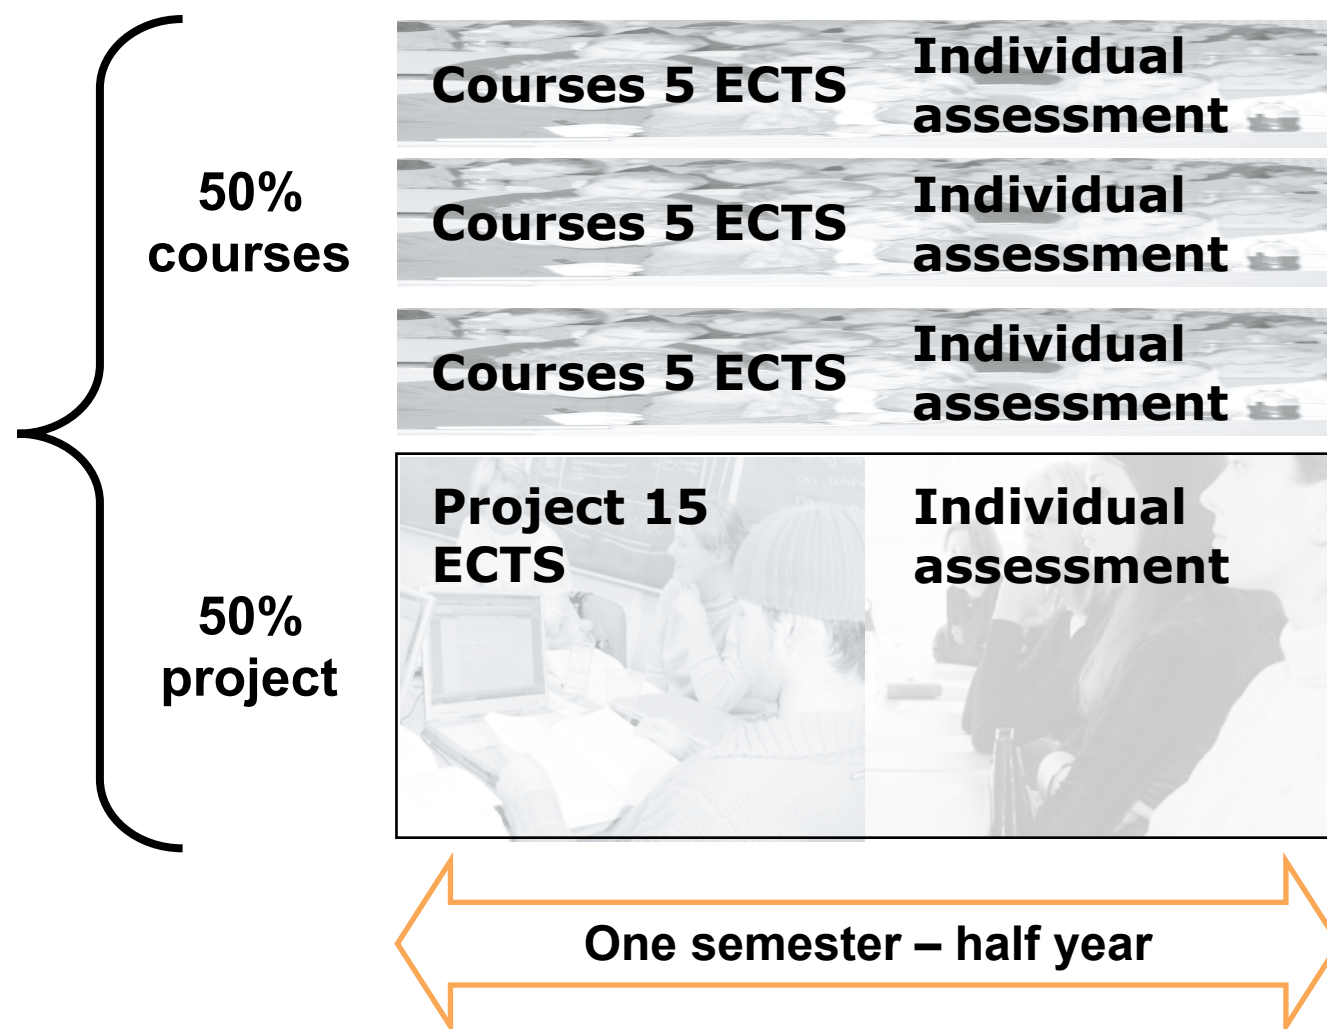 50%
courses
Courses 5 ECTS
Individual
assessment
Courses 5 ECTS
Individual
assessment
Courses 5 ECTS
Individual
assessment
50%
project
Project 15
ECTS
Individual
assessment
One semester – half year